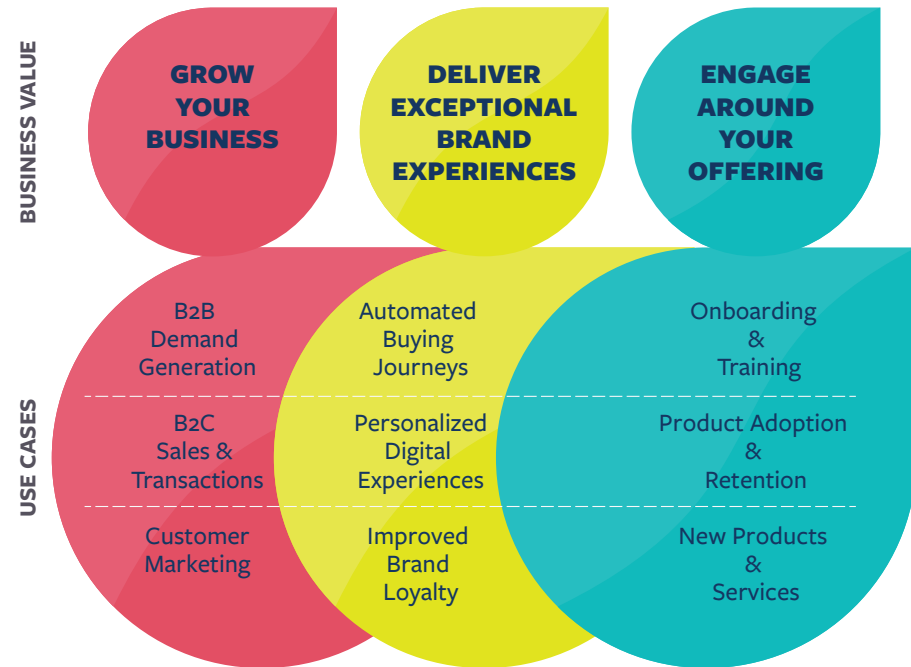 BUSINESS VALUE
GROW
YOUR
BUSINESS
DELIVER
EXCEPTIONAL
BRAND
EXPERIENCES
ENGAGE
AROUND
YOUR
OFFERING
USE CASES
B2B
Demand
Generation
Automated
Buying
Journeys
Onboarding
&
Training
B2C
Sales &
Transactions
Personalized
Digital
Experiences
Product Adoption
&
Retention
Customer
Marketing
Improved
Brand
Loyalty
New Products
&
Services